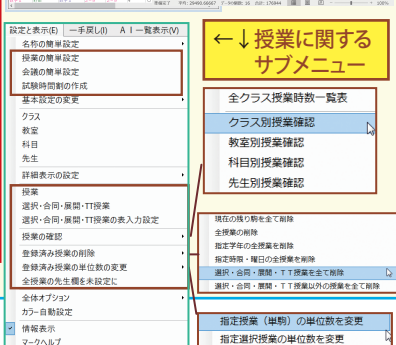 平均: 29490.66667 データの個数: 16 合計: 176944 100%
設定と表示(E) 一手戻し(I) AI一覧表示(V)
←↓授業に関する
サブメニュー
名称の簡単設定
授業の簡単設定
会議の簡単設定
試験時間割の作成
基本設定の変更
クラス
教室
科目
先生
詳細表示の設定
授業
選択・合同・展開・TT授業
選択・合同・展開・TT授業の表入力設定
授業の確認
登録済み授業の削除
登録済み授業の単位数の変更
全授業の先生欄を未設定に
全体オプション
カラー自動設定
情報表示
マークヘルプ
全クラス授業時数一覧表
クラス別授業確認
教室別授業確認
科目別授業確認
先生別授業確認
現在の残り駒を全て削除
全授業の削除
指定学年の全授業を削除
指定時限・曜日の全授業を削除
選択・合同・展開・TT授業を全て削除
選択・合同・展開・TT授業以外の授業を全て削除
指定授業(単駒)の単位数を変更
指定選択授業の単位数を変更